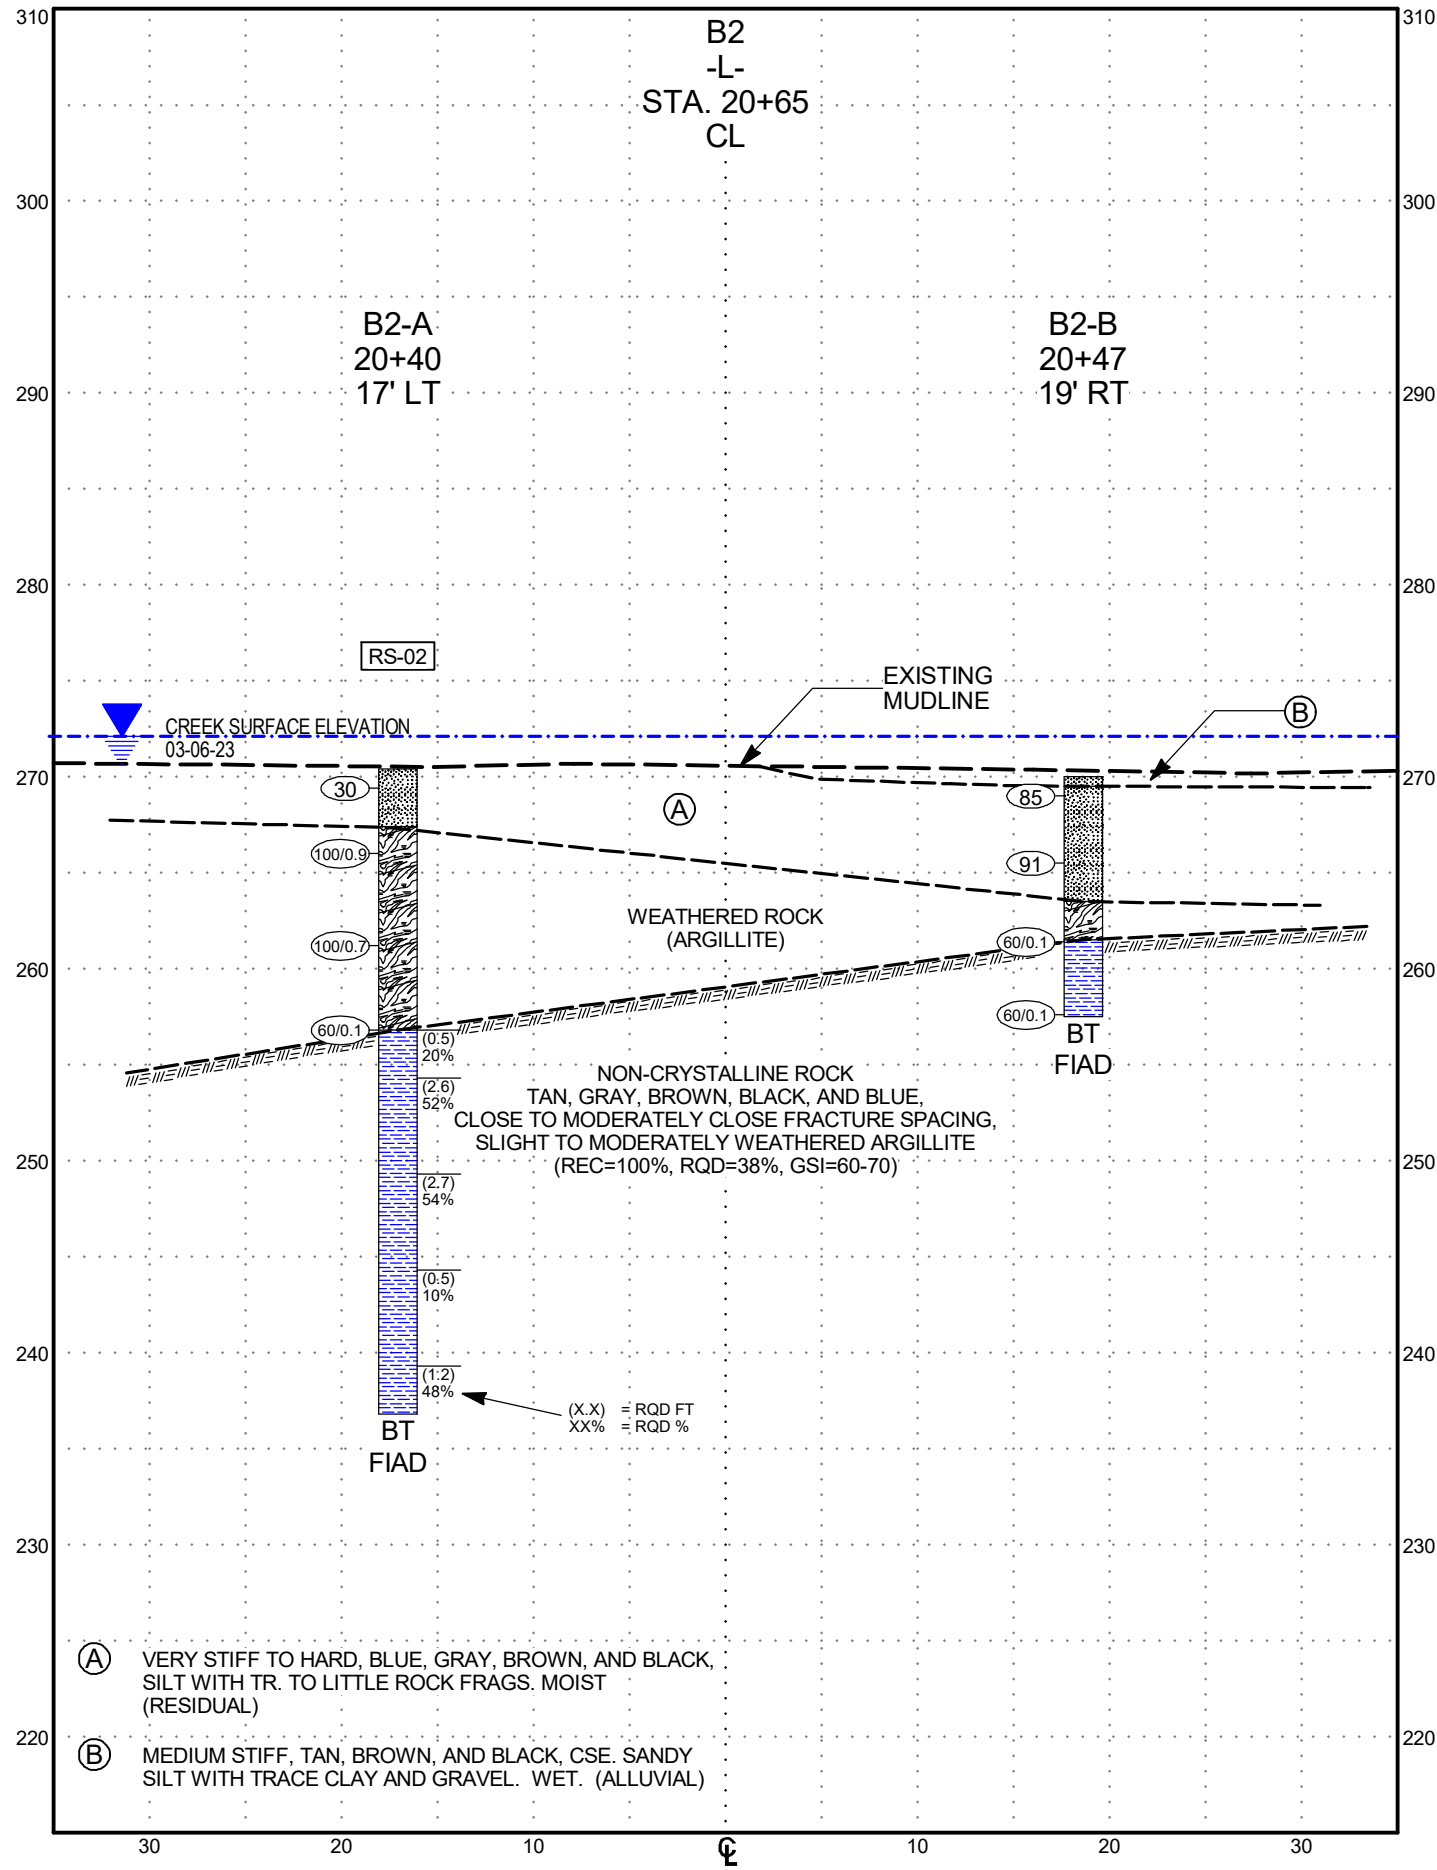 310
310
B2
-L-
STA. 20+65
CL
300
300
B2-A
20+40
17' LT
B2-B
20+47
19' RT
290
290
280
280
RS-02
EXISTING
MUDLINE
B
CREEK SURFACE ELEVATION
03-06-23
270
270
30
A
85
100/0.9
91
WEATHERED ROCK
(ARGILLITE)
100/0.7
60/0.1
260
260
60/0.1
60/0.1
BT
FIAD
(0.5)
20%
(2.6)
52%
NON-CRYSTALLINE ROCK
TAN, GRAY, BROWN, BLACK, AND BLUE,
CLOSE TO MODERATELY CLOSE FRACTURE SPACING,
SLIGHT TO MODERATELY WEATHERED ARGILLITE
(REC=100%, RQD=38%, GSI=60-70)
250
250
(2.7)
54%
(0.5)
10%
240
240
(1.2)
48%
(X.X) = RQD FT
XX% = RQD %
BT
FIAD
230
230
A VERY STIFF TO HARD, BLUE, GRAY, BROWN, AND BLACK,
SILT WITH TR. TO LITTLE ROCK FRAGS. MOIST
(RESIDUAL)
220
220
B MEDIUM STIFF, TAN, BROWN, AND BLACK, CSE. SANDY
SILT WITH TRACE CLAY AND GRAVEL. WET. (ALLUVIAL)
30 20 10 CL 10 20 30